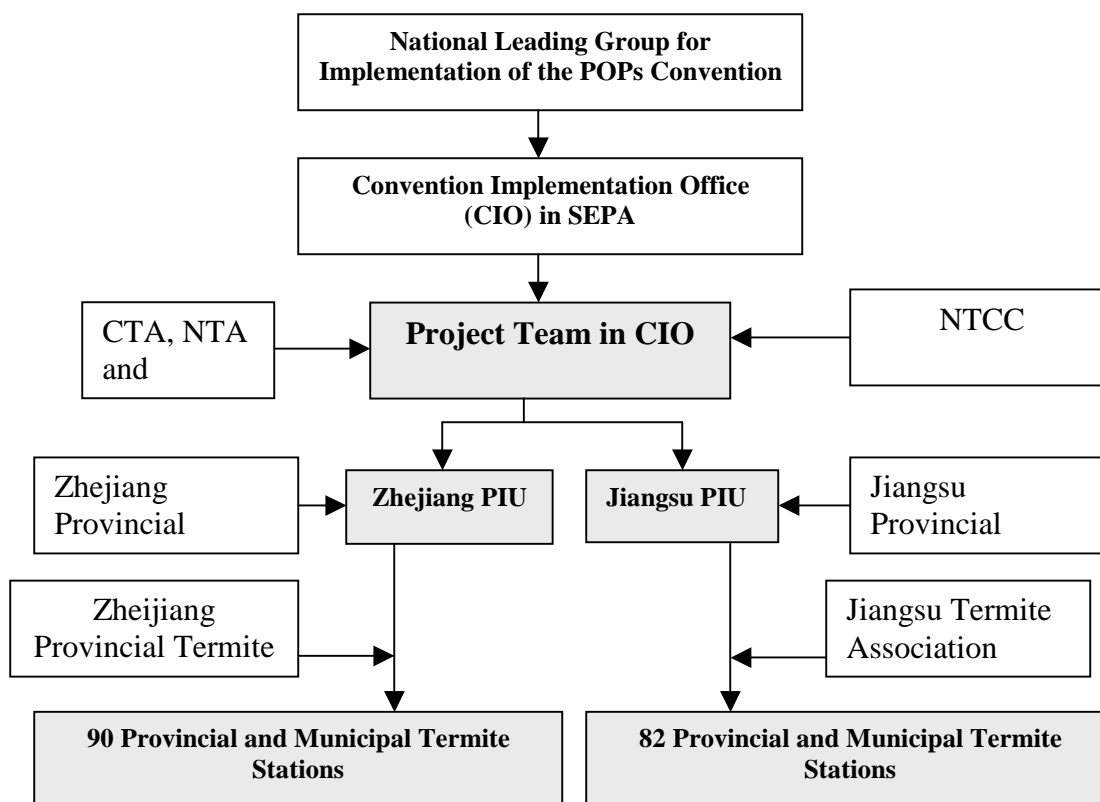 National Leading Group for
Implementation of the POPs Convention
Convention Implementation Office
(CIO) in SEPA
CTA, NTA
and
Project Team in CIO
NTCC
Zhejiang
Provincial
Zhejiang PIU
Jiangsu PIU
Jiangsu
Provincial
Zheijiang
Provincial Termite
Jiangsu Termite
Association
90 Provincial and Municipal Termite
Stations
82 Provincial and Municipal Termite
Stations